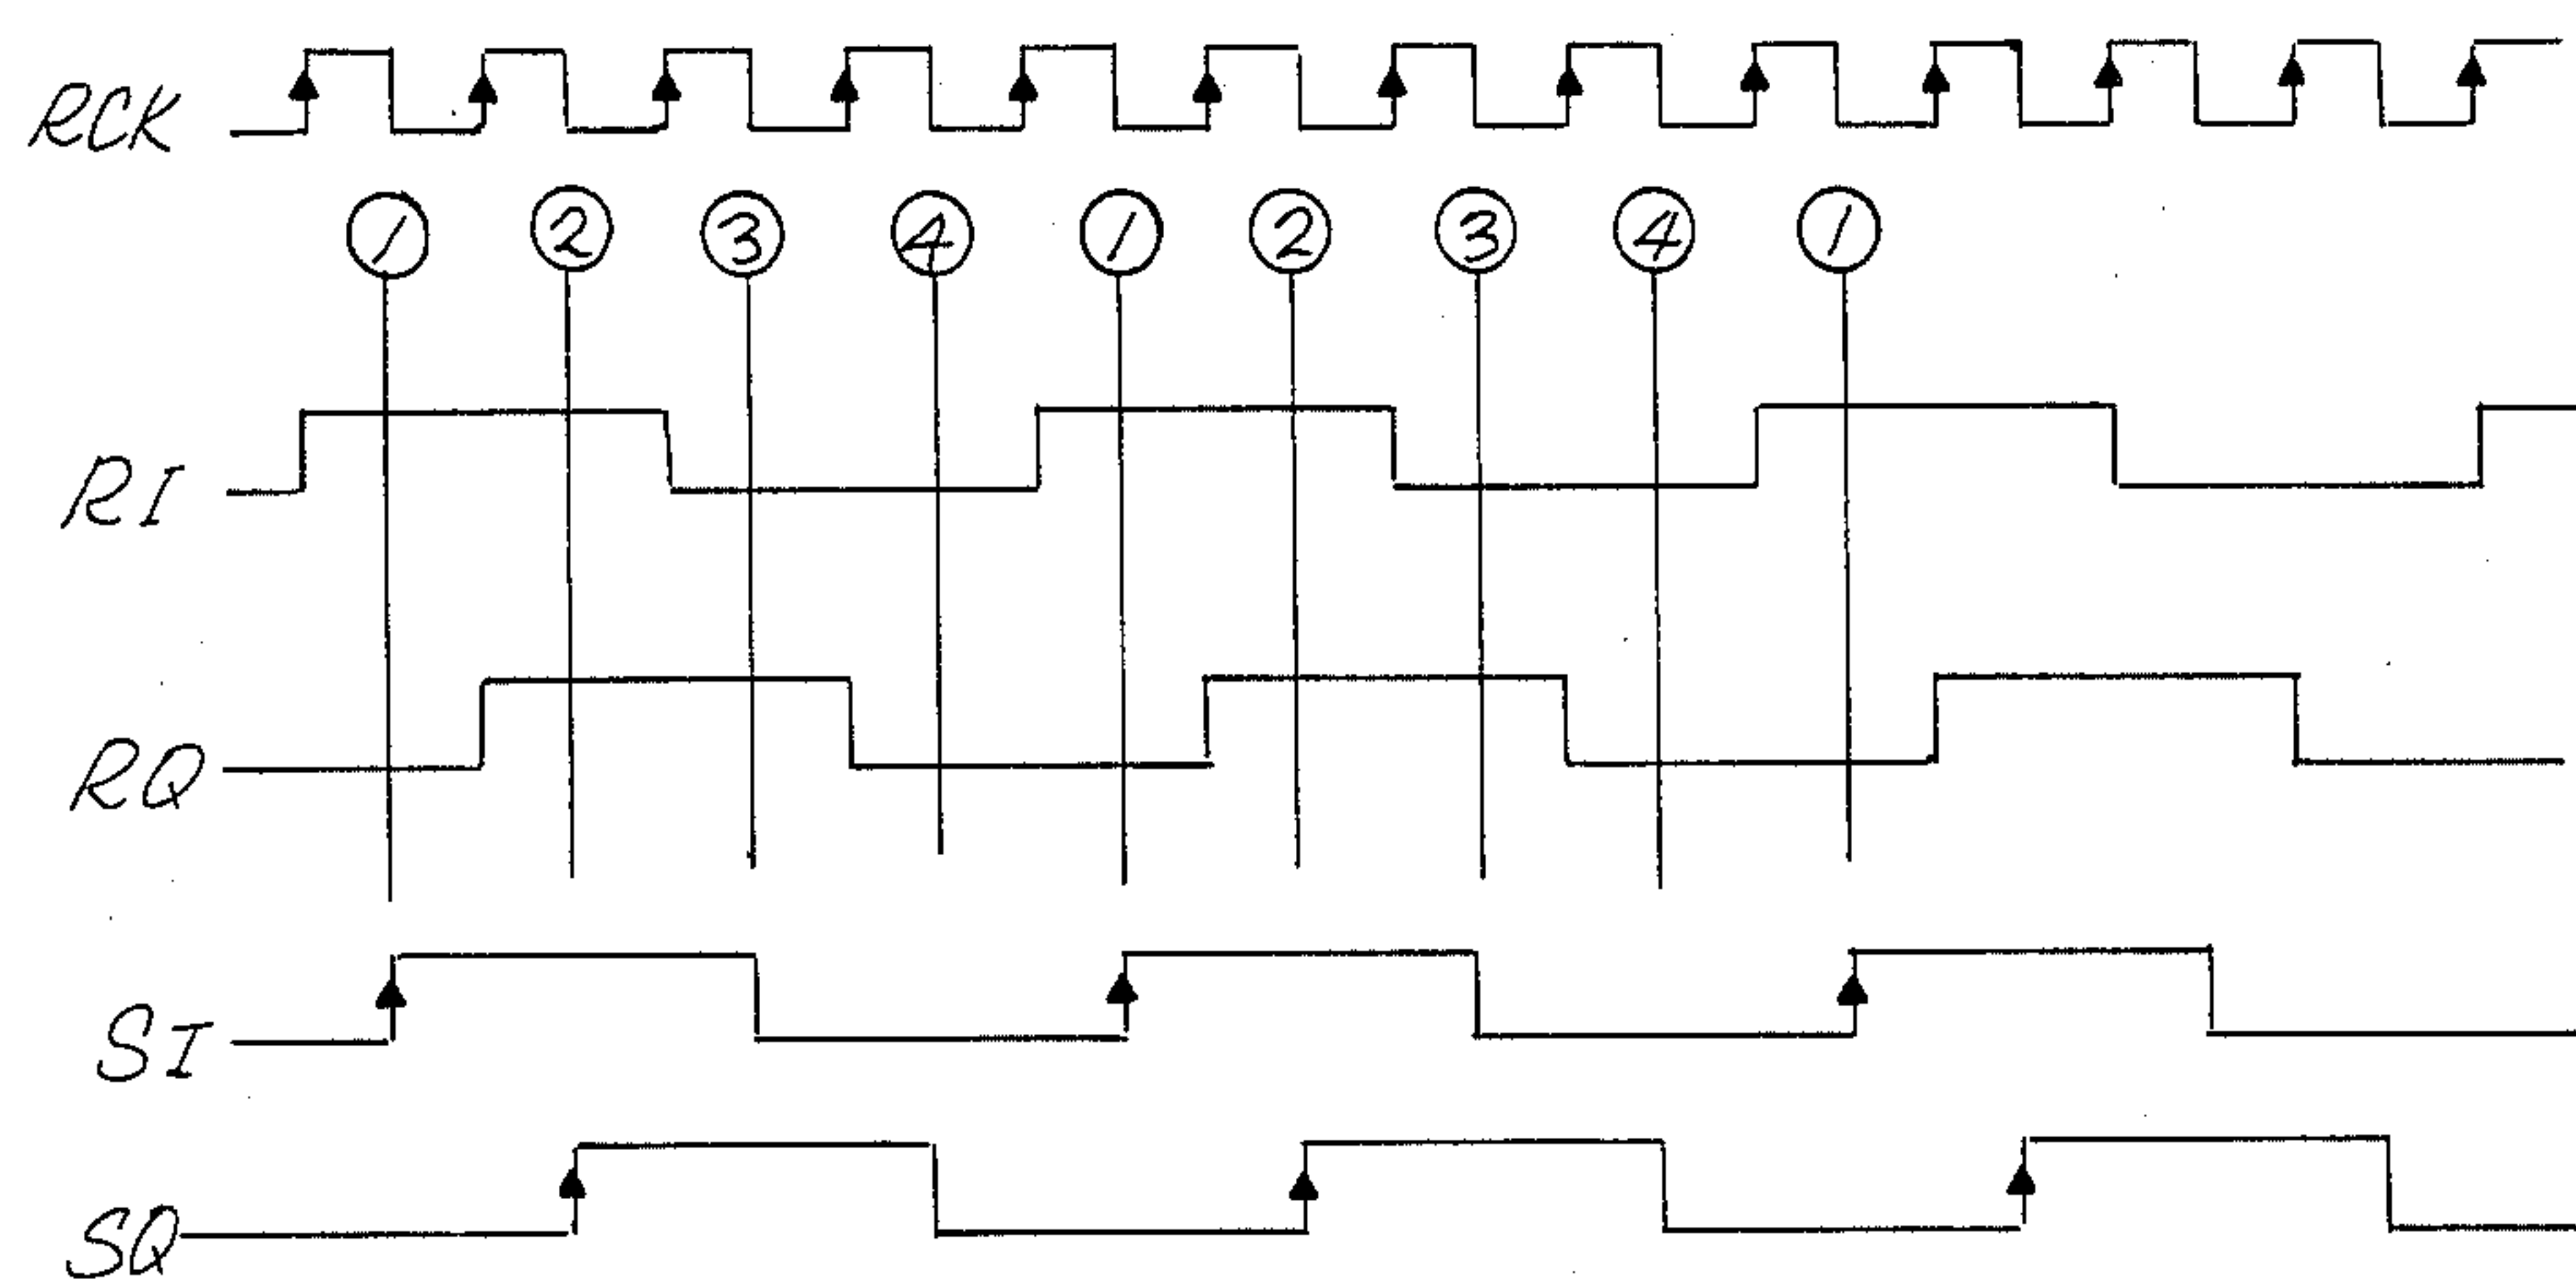 RCK
① ② ③ ④ ① ② ③ ④ ①
RI
RQ
SI
SQ